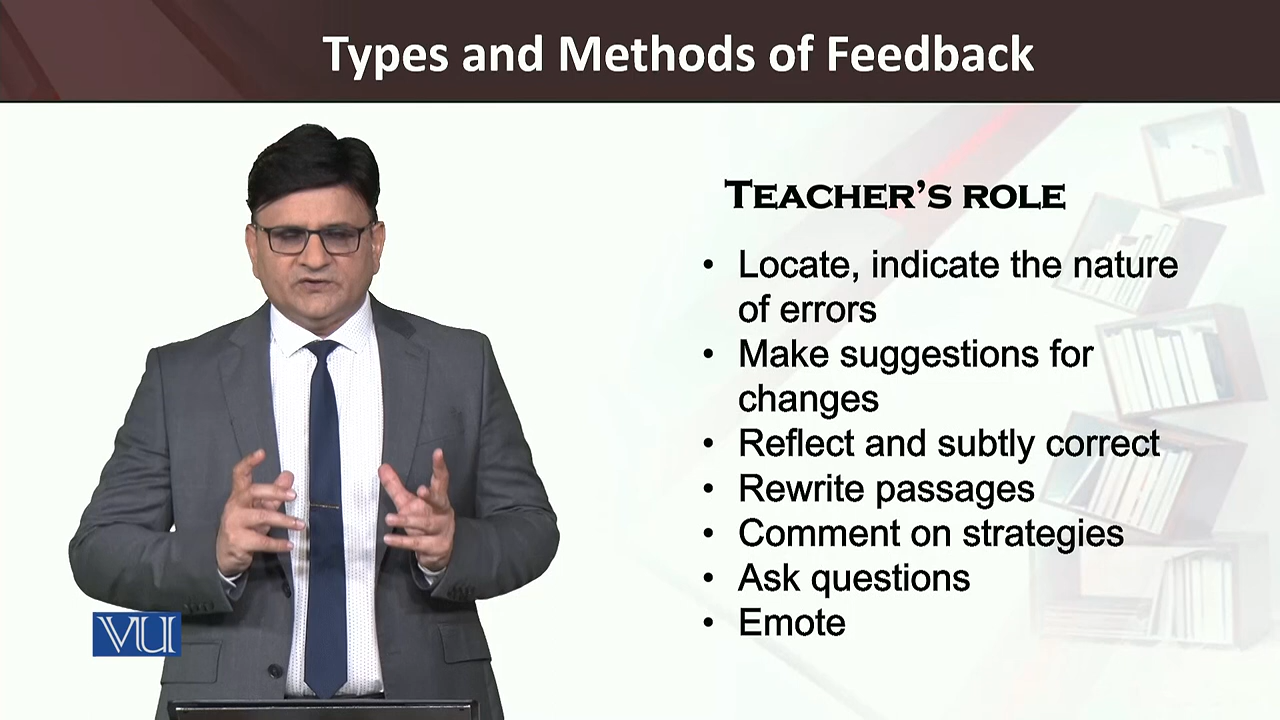 Types and Methods of Feedback
TEACHER'S ROLE
• Locate, indicate the nature
of errors
• Make suggestions for
changes
• Reflect and subtly correct
• Rewrite passages
• Comment on strategies
• Ask questions
• Emote
VU